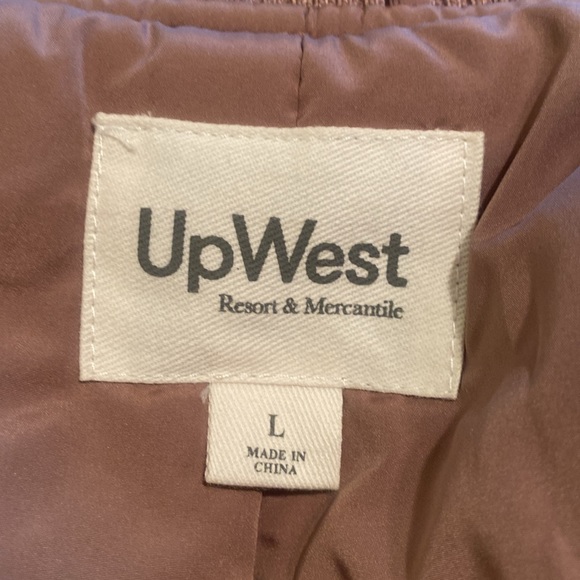 UpWest
Resort & Mercantile
L
MADE IN
CHINA